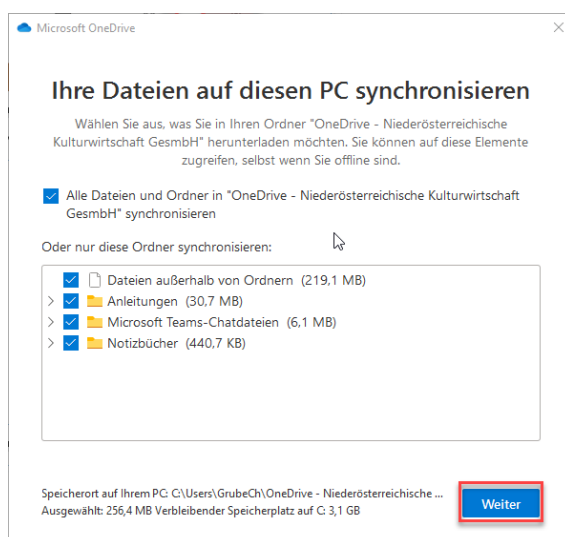 Microsoft OneDrive
Ihre Dateien auf diesen PC synchronisieren
Wählen Sie aus, was Sie in Ihren Ordner "OneDrive - Niederösterreichische
Kulturwirtschaft GesmbH" herunterladen möchten. Sie können auf diese Elemente
zugreifen, selbst wenn Sie offline sind.
Alle Dateien und Ordner in "OneDrive - Niederösterreichische Kulturwirtschaft
GesmbH" synchronisieren
Oder nur diese Ordner synchronisieren:
Dateien außerhalb von Ordnern (219,1 MB)
Anleitungen (30,7 MB)
Microsoft Teams-Chatdateien (6,1 MB)
Notizbücher (440,7 KB)
Speicherort auf Ihrem PC: C:\Users\GrubeCh\OneDrive - Niederösterreichische ...
Ausgewählt: 256,4 MB Verbleibender Speicherplatz auf C: 3,1 GB
Weiter